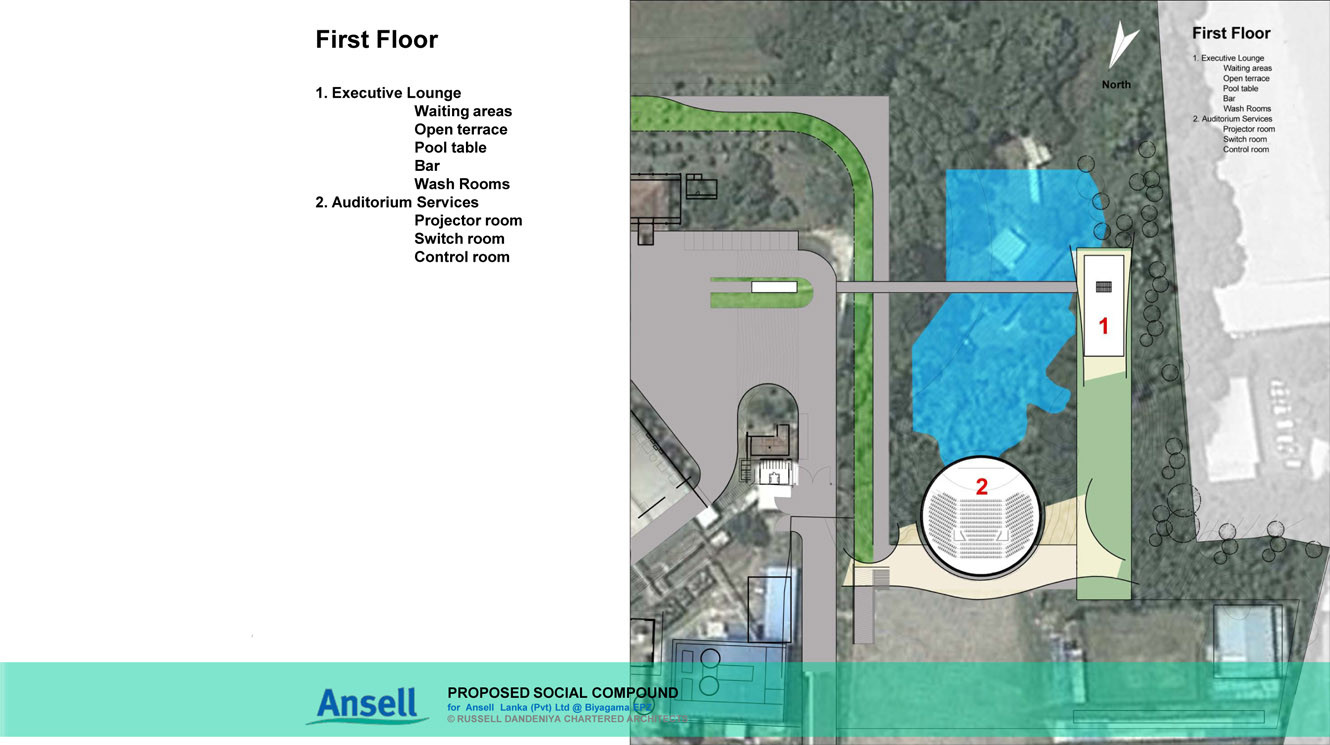 First Floor
1. Executive Lounge
Waiting areas
Open terrace
Pool table
Bar
Wash Rooms
2. Auditorium Services
Projector room
Switch room
Control room
First Floor
1. Executive Lounge
Waiting areas
Open terrace
Pool table
Bar
Wash Rooms
2. Auditorium Services
Projector room
Switch room
Control room
North
1
2
Ansell
PROPOSED SOCIAL COMPOUND
for Ansell Lanka (Pvt) Ltd @ Biyagama EPZ
© RUSSELL DANDENIYA CHARTERED ARCHITECTS